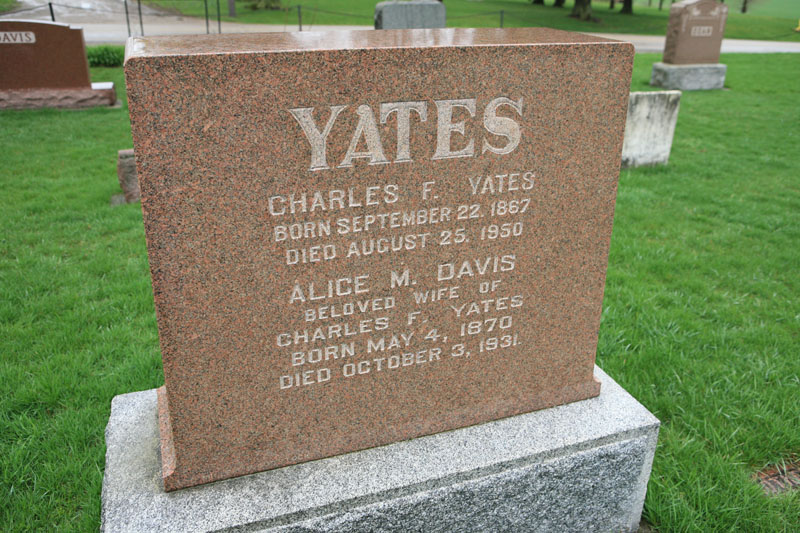 DAVIS
YATES
CHARLES F. YATES
BORN SEPTEMBER 22, 1867
DIED AUGUST 25, 1950
ALICE M. DAVIS
BELOVED WIFE OF
CHARLES F. YATES
BORN MAY 4, 1870
DIED OCTOBER 3, 1931.